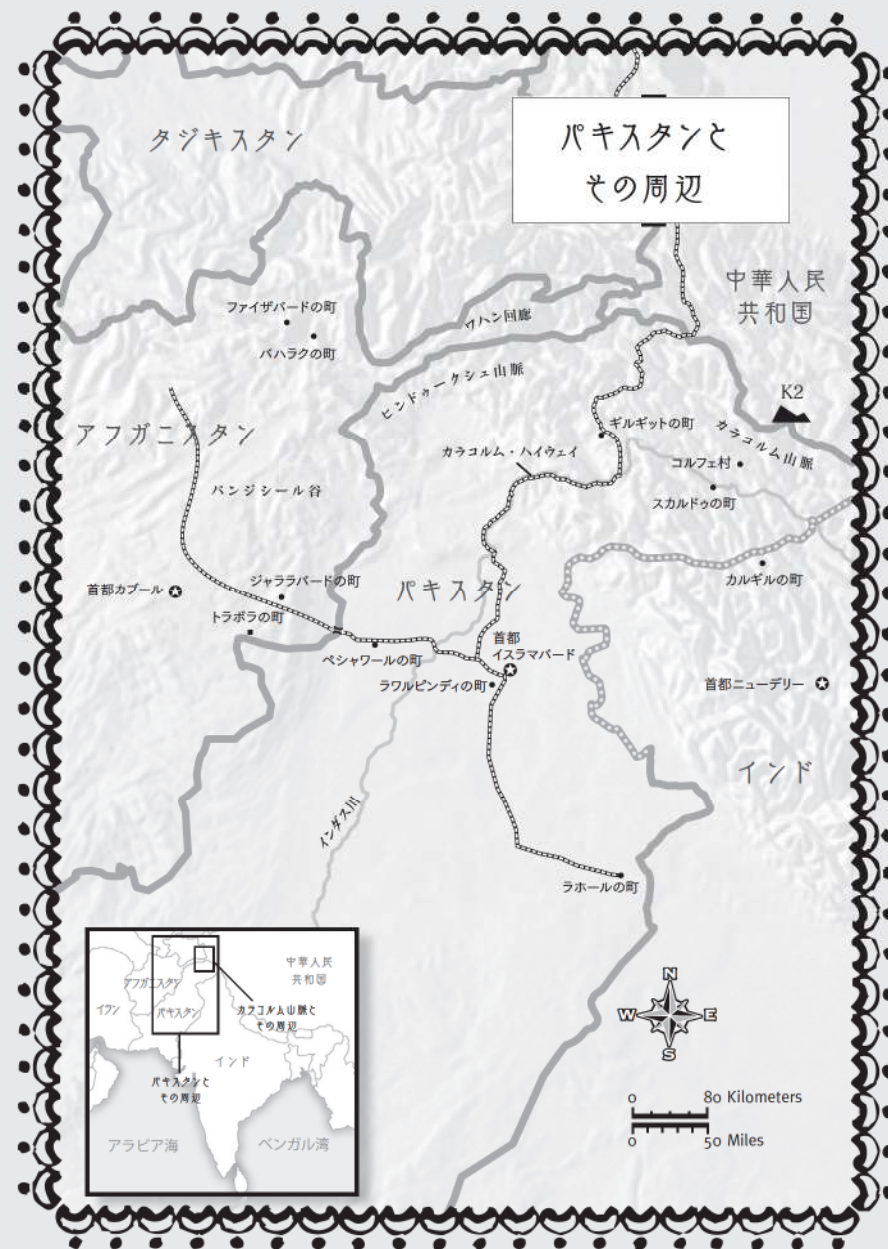 パキスタンと
その周辺
タジキスタン
中華人民
共和国
ファイザバードの町
バハラクの町
ワハン回廊
ヒンドゥークシュ山脈
K2
アフガニスタン
ギルギットの町
カラコルム山脈
カラコルム・ハイウェイ
コルフェ村
スカルドゥの町
パンジシール谷
カルギルの町
ジャララバードの町
首都カブール
パキスタン
トラボラの町
首都
イスラマバード
ペシャワールの町
ラワルピンディの町
首都ニューデリー
インド
インダス川
ラホールの町
中華人民
共和国
アフガニスタン
イラン
パキスタン
カラコルム山脈と
その周辺
インド
パキスタンと
その周辺
アラビア海
ベンガル湾
N
W
E
S
0 80 Kilometers
0 50 Miles